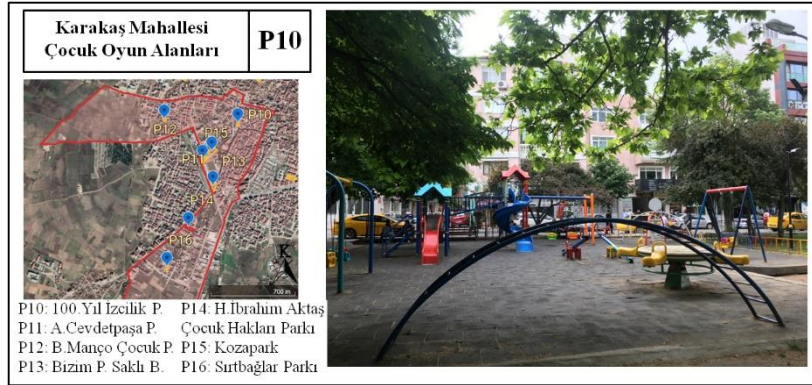 Karakaş Mahallesi
Çocuk Oyun Alanları
P10
P10
P12
P15
P11
P13
P14
P16
K
700 m
P10: 100.Yıl İzcilik P.
P11: A.Cevdetpaşa P.
P12: B.Manço Çocuk P.
P13: Bizim P. Saklı B.
P14: H.İbrahim Aktaş
Çocuk Hakları Parkı
P15: Kozapark
P16: Sırtbağlar Parkı